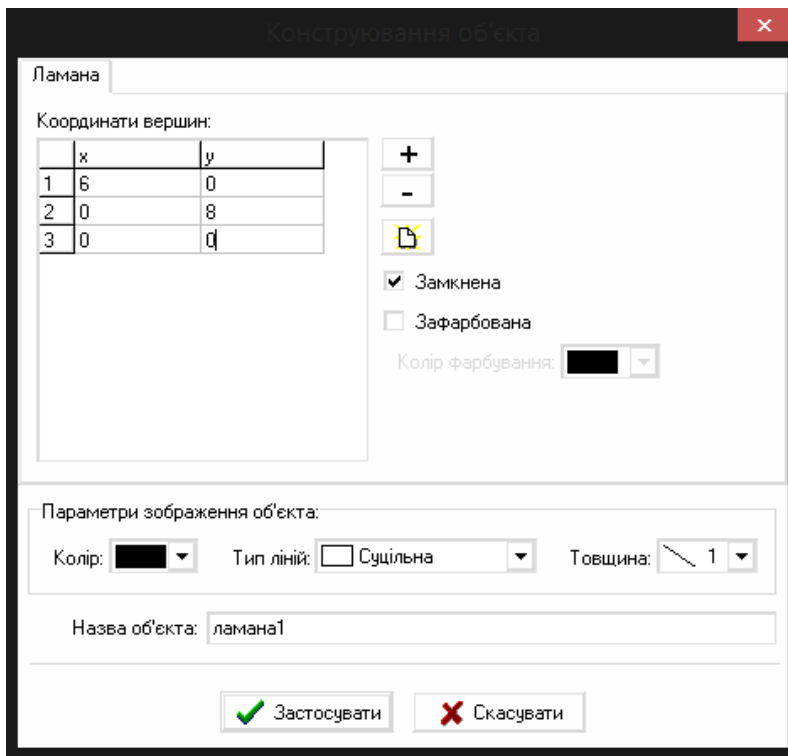 Конструювання об'єкта
Ламана
Координати вершин:
x y
1 6 0
2 0 8
3 0 0
+
-
Замкнена
Зафарбована
Колір фарбування:
Параметри зображення об'єкта:
Колір: Тип ліній: Суцільна Товщина: 1
Назва об'єкта: ламана1
Застосувати Скасувати